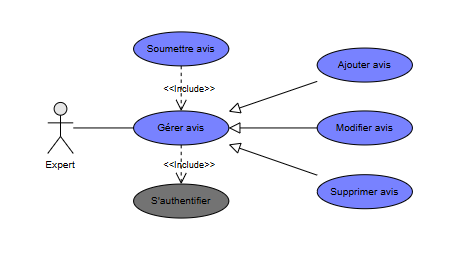 Soumettre avis
Ajouter avis
<<Include>>
Gérer avis
Modifier avis
Expert
<<Include>>
Supprimer avis
S'authentifier